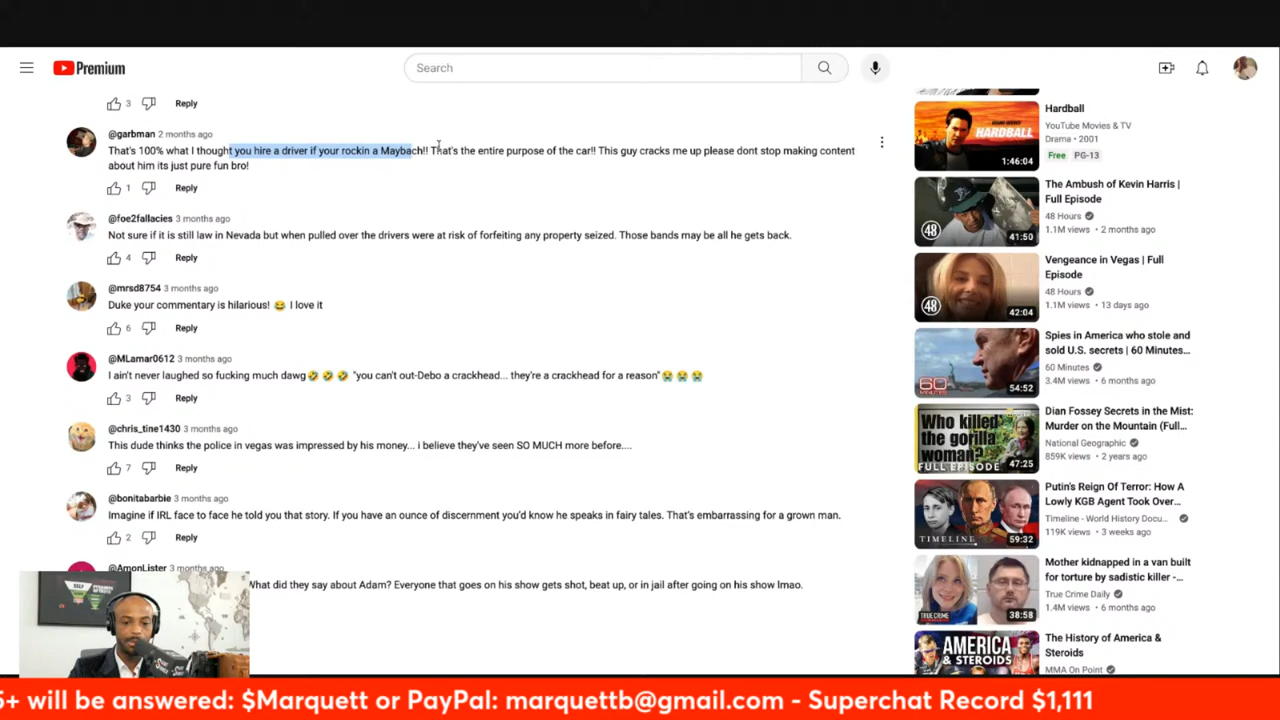 Premium
Search
3
Reply
@garbman 2 months ago
That's 100% what I thought you hire a driver if your rockin a Maybach!! That's the entire purpose of the car!! This guy cracks me up please dont stop making content
about him its just pure fun bro!
1
Reply
@foe2fallacies 3 months ago
Not sure if it is still law in Nevada but when pulled over the drivers were at risk of forfeiting any property seized. Those bands may be all he gets back.
4
Reply
@mrsd8754 3 months ago
Duke your commentary is hilarious! 😂 I love it
6
Reply
@MLamar0612 3 months ago
I ain't never laughed so fucking much dawg🤣 🤣 🤣 "you can't out-Debo a crackhead... they're a crackhead for a reason"😭 😭 😭
3
Reply
@chris_tine1430 3 months ago
This dude thinks the police in vegas was impressed by his money... i believe they've seen SO MUCH more before....
7
Reply
@bonitabarbie 3 months ago
Imagine if IRL face to face he told you that story. If you have an ounce of discernment you'd know he speaks in fairy tales. That's embarrassing for a grown man.
2
Reply
@AmonLister 3 months ago
What did they say about Adam? Everyone that goes on his show gets shot, beat up, or in jail after going on his show lmao.
HARDBALL
1:46:04
Hardball
YouTube Movies & TV
Drama • 1:46:04
Free PG-13
48
41:50
The Ambush of Kevin Harris |
Full Episode
48 Hours
1.1M views • 2 months ago
48
42:04
Vengeance in Vegas | Full
Episode
48 Hours
1.1M views • 13 days ago
60
54:52
Spies in America who stole and
sold U.S. secrets | 60 Minutes...
60 Minutes
3.4M views • 6 months ago
Who killed
the gorilla
woman?
FULL EPISODE
47:25
Dian Fossey Secrets in the Mist:
Murder on the Mountain (Full...
National Geographic
859K views • 2 years ago
TIMELINE
59:32
Putin's Reign Of Terror: How A
Lowly KGB Agent Took Over...
Timeline - World History Docu...
119K views • 3 weeks ago
TRUE CRIME
38:58
Mother kidnapped in a van built
for torture by sadistic killer -...
True Crime Daily
1.4M views • 6 months ago
AMERICA
& STEROIDS
The History of America &
Steroids
MMA On Point
5+ will be answered: $Marquett or PayPal: marquettb@gmail.com - Superchat Record $1,111